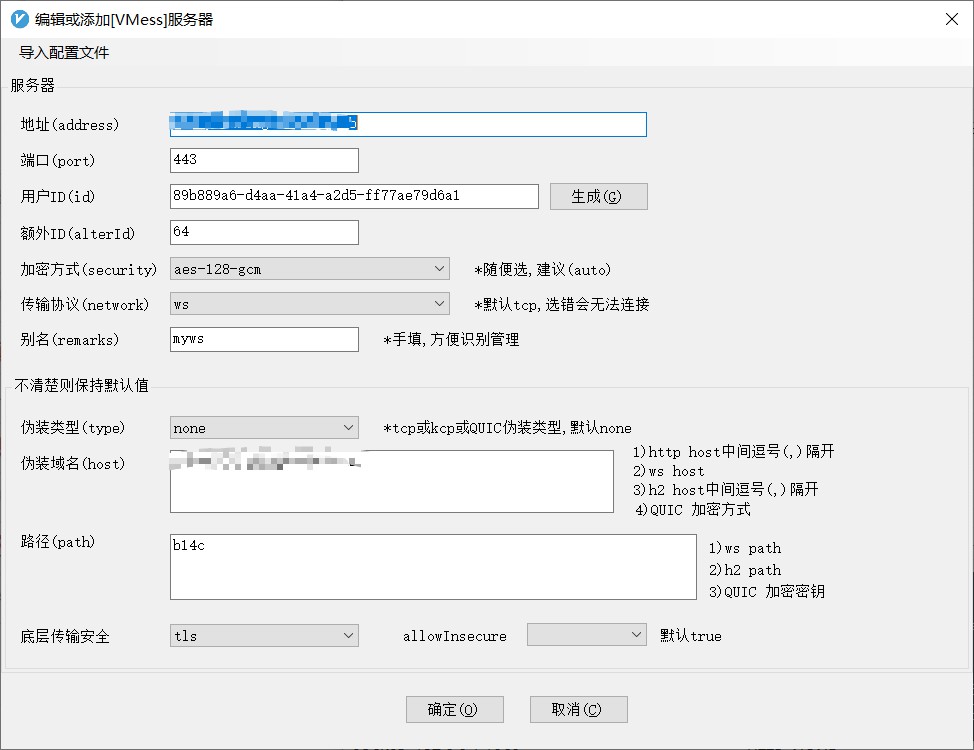 编辑或添加[VMess]服务器
导入配置文件
服务器
地址(address)
端口(port) 443
用户ID(id) 89b889a6-d4aa-41a4-a2d5-ff77ae79d6a1 生成(G)
额外ID(alterId) 64
加密方式(security) aes-128-gcm *随便选,建议(auto)
传输协议(network) ws *默认tcp,选错会无法连接
别名(remarks) myws *手填,方便识别管理
不清楚则保持默认值
伪装类型(type) none *tcp或kcp或QUIC伪装类型,默认none
伪装域名(host)
1)http host中间逗号(,)隔开
2)ws host
3)h2 host中间逗号(,)隔开
4)QUIC 加密方式
路径(path) b14c
1)ws path
2)h2 path
3)QUIC 加密密钥
底层传输安全 tls allowInsecure 默认true
确定(O) 取消(C)